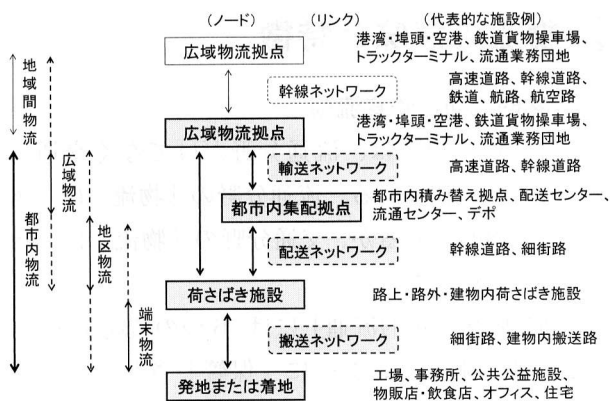 （ノード）　（リンク）　（代表的な施設例）
広域物流拠点
港湾・埠頭・空港、鉄道貨物操車場、
トラックターミナル、流通業務団地
幹線ネットワーク
高速道路、幹線道路、
鉄道、航路、航空路
広域物流拠点
港湾・埠頭・空港、鉄道貨物操車場、
トラックターミナル、流通業務団地
輸送ネットワーク
高速道路、幹線道路
都市内集配拠点
都市内積み替え拠点、配送センター、
流通センター、デポ
配送ネットワーク
幹線道路、細街路
荷さばき施設
路上・路外・建物内荷さばき施設
搬送ネットワーク
細街路、建物内搬送路
発地または着地
工場、事務所、公共公益施設、
物販店・飲食店、オフィス、住宅
地域間物流
広域物流
都市内物流
地区物流
端末物流